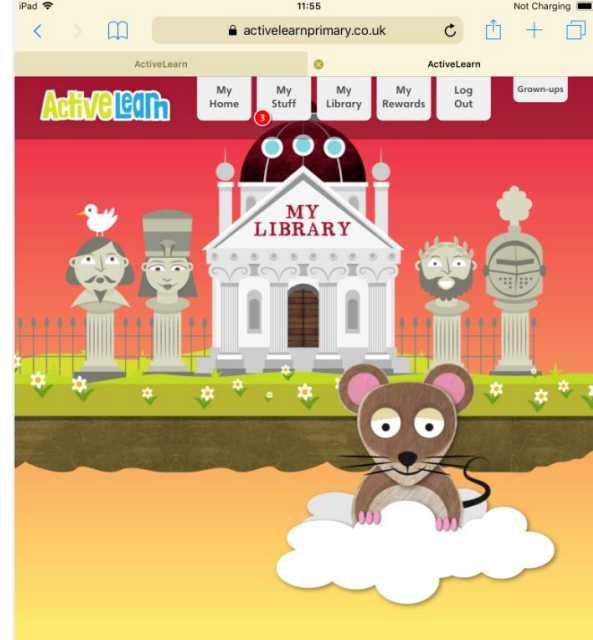 iPad 11:55 Not Charging
activelearnprimary.co.uk
ActiveLearn ActiveLearn
ActiveLearn
My Home
My Stuff
3
My Library
My Rewards
Log Out
Grown-ups
MY
LIBRARY